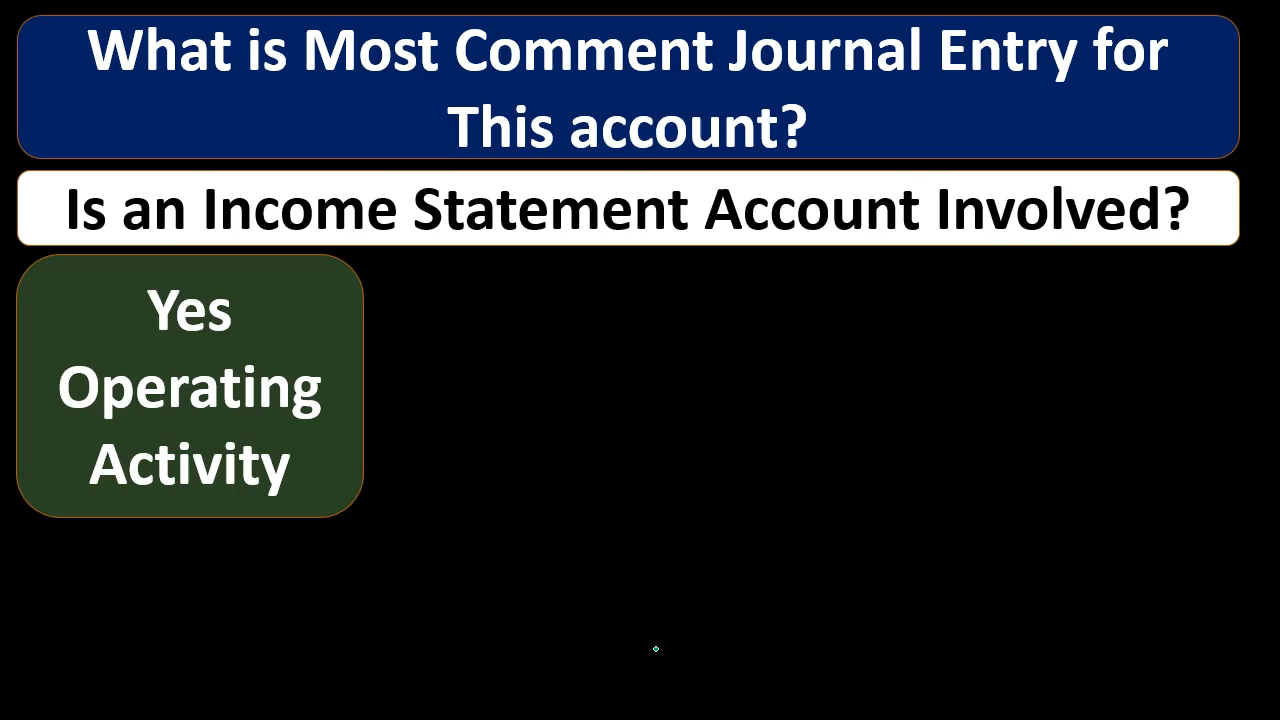 What is Most Comment Journal Entry for
This account?
Is an Income Statement Account Involved?
Yes
Operating
Activity